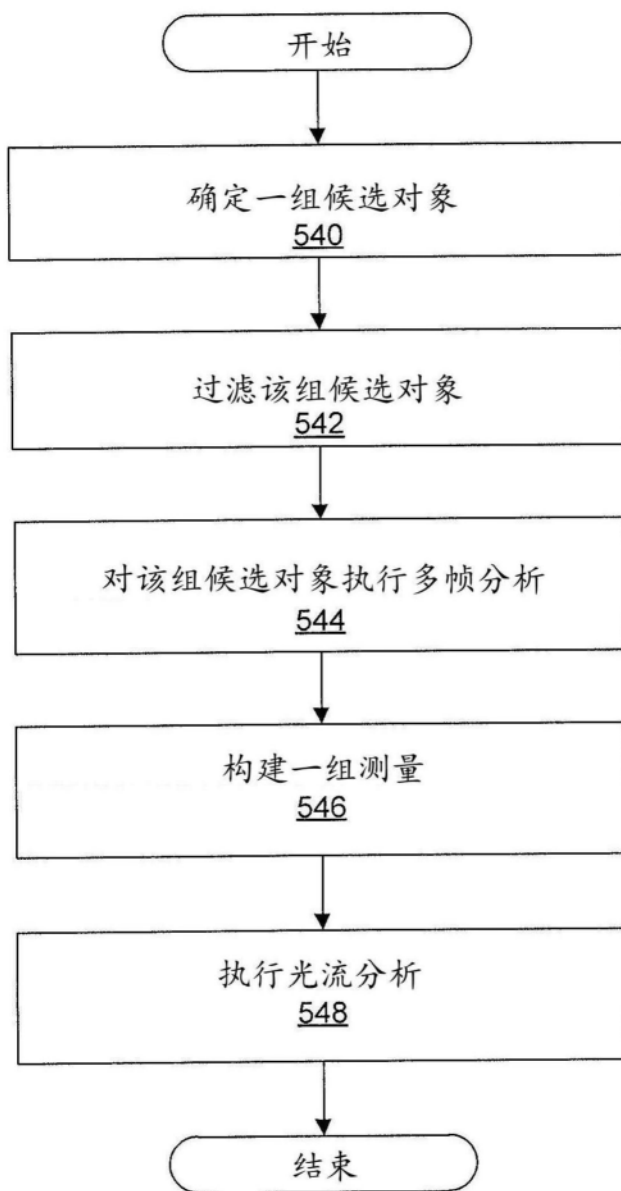 开始
确定一组候选对象
540
过滤该组候选对象
542
对该组候选对象执行多帧分析
544
构建一组测量
546
执行光流分析
548
结束